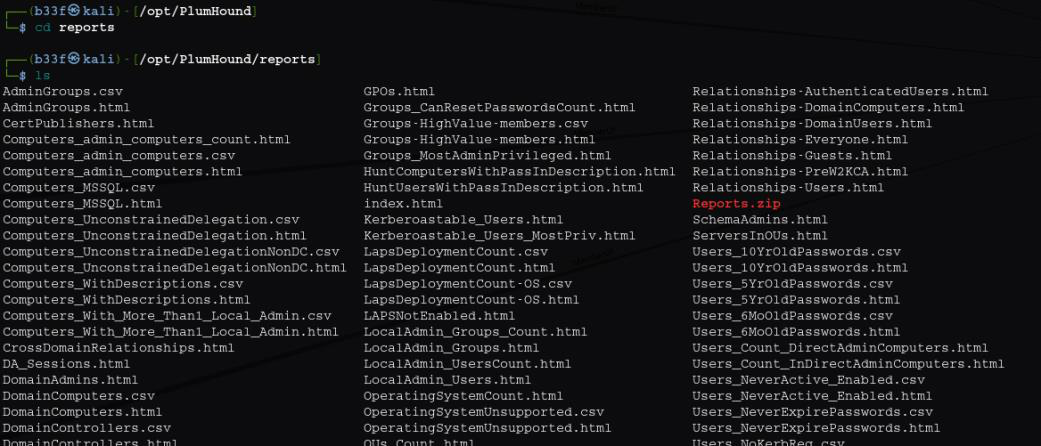 ┌──(b33f㉿kali)-[/opt/PlumHound]
└─$ cd reports
┌──(b33f㉿kali)-[/opt/PlumHound/reports]
└─$ ls
AdminGroups.csv GPOs.html Relationships-AuthenticatedUsers.html
AdminGroups.html Groups_CanResetPasswordsCount.html Relationships-DomainComputers.html
CertPublishers.html Groups-HighValue-members.csv Relationships-DomainUsers.html
Computers_admin_computers_count.html Groups-HighValue-members.html Relationships-Everyone.html
Computers_admin_computers.csv Groups_MostAdminPrivileged.html Relationships-Guests.html
Computers_admin_computers.html HuntComputersWithPassInDescription.html Relationships-PreW2KCA.html
Computers_MSSQL.csv HuntUsersWithPassInDescription.html Relationships-Users.html
Computers_MSSQL.html index.html Reports.zip
Computers_UnconstrainedDelegation.csv Kerberoastable_Users.html SchemaAdmins.html
Computers_UnconstrainedDelegation.html Kerberoastable_Users_MostPriv.html ServersInOUs.html
Computers_UnconstrainedDelegationNonDC.csv LapsDeploymentCount.csv Users_10YrOldPasswords.csv
Computers_UnconstrainedDelegationNonDC.html LapsDeploymentCount.html Users_10YrOldPasswords.html
Computers_WithDescriptions.csv LapsDeploymentCount-OS.csv Users_5YrOldPasswords.csv
Computers_WithDescriptions.html LapsDeploymentCount-OS.html Users_5YrOldPasswords.html
Computers_With_More_Than1_Local_Admin.csv LAPSNotEnabled.html Users_6MoOldPasswords.csv
Computers_With_More_Than1_Local_Admin.html LocalAdmin_Groups_Count.html Users_6MoOldPasswords.html
CrossDomainRelationships.html LocalAdmin_Groups.html Users_Count_DirectAdminComputers.html
DA_Sessions.html LocalAdmin_UsersCount.html Users_Count_InDirectAdminComputers.html
DomainAdmins.html LocalAdmin_Users.html Users_NeverActive_Enabled.csv
DomainComputers.csv OperatingSystemCount.html Users_NeverActive_Enabled.html
DomainComputers.html OperatingSystemUnsupported.csv Users_NeverExpirePasswords.csv
DomainControllers.csv OperatingSystemUnsupported.html Users_NeverExpirePasswords.html
DomainControllers.html OUs_Count.html Users_NoKerbReq.csv